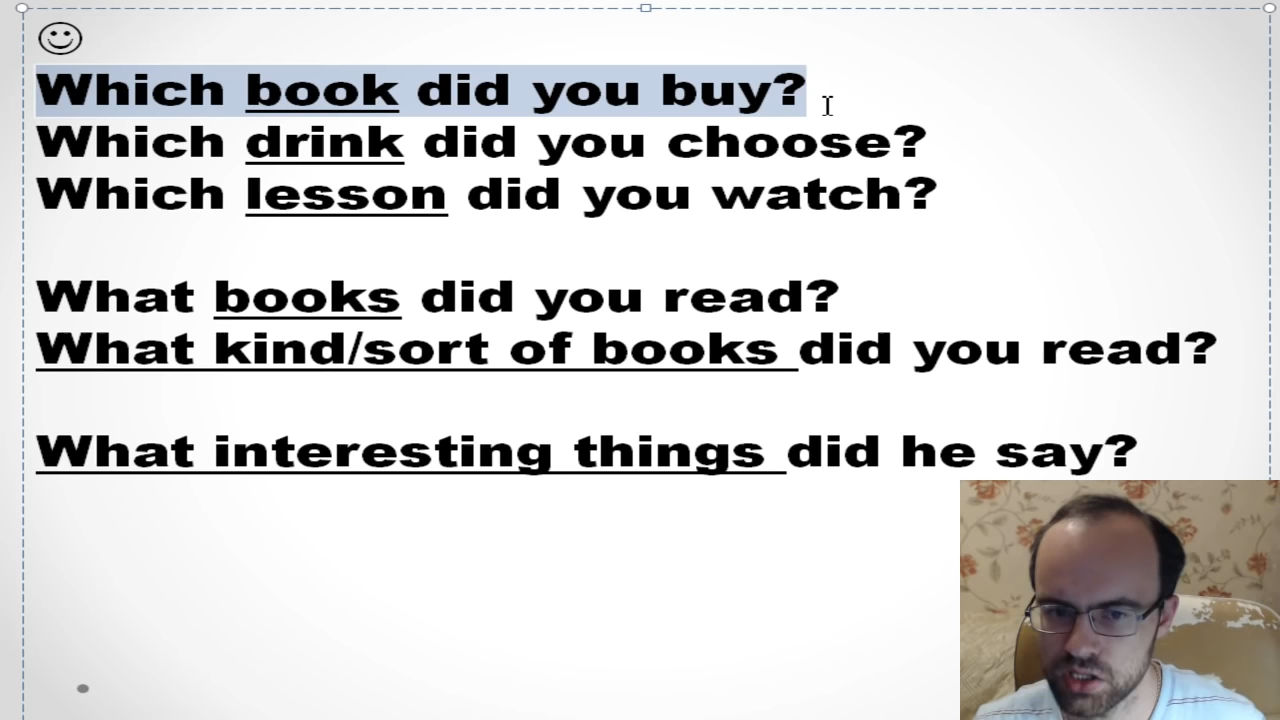 Which book did you buy?
Which drink did you choose?
Which lesson did you watch?
What books did you read?
What kind/sort of books did you read?
What interesting things did he say?